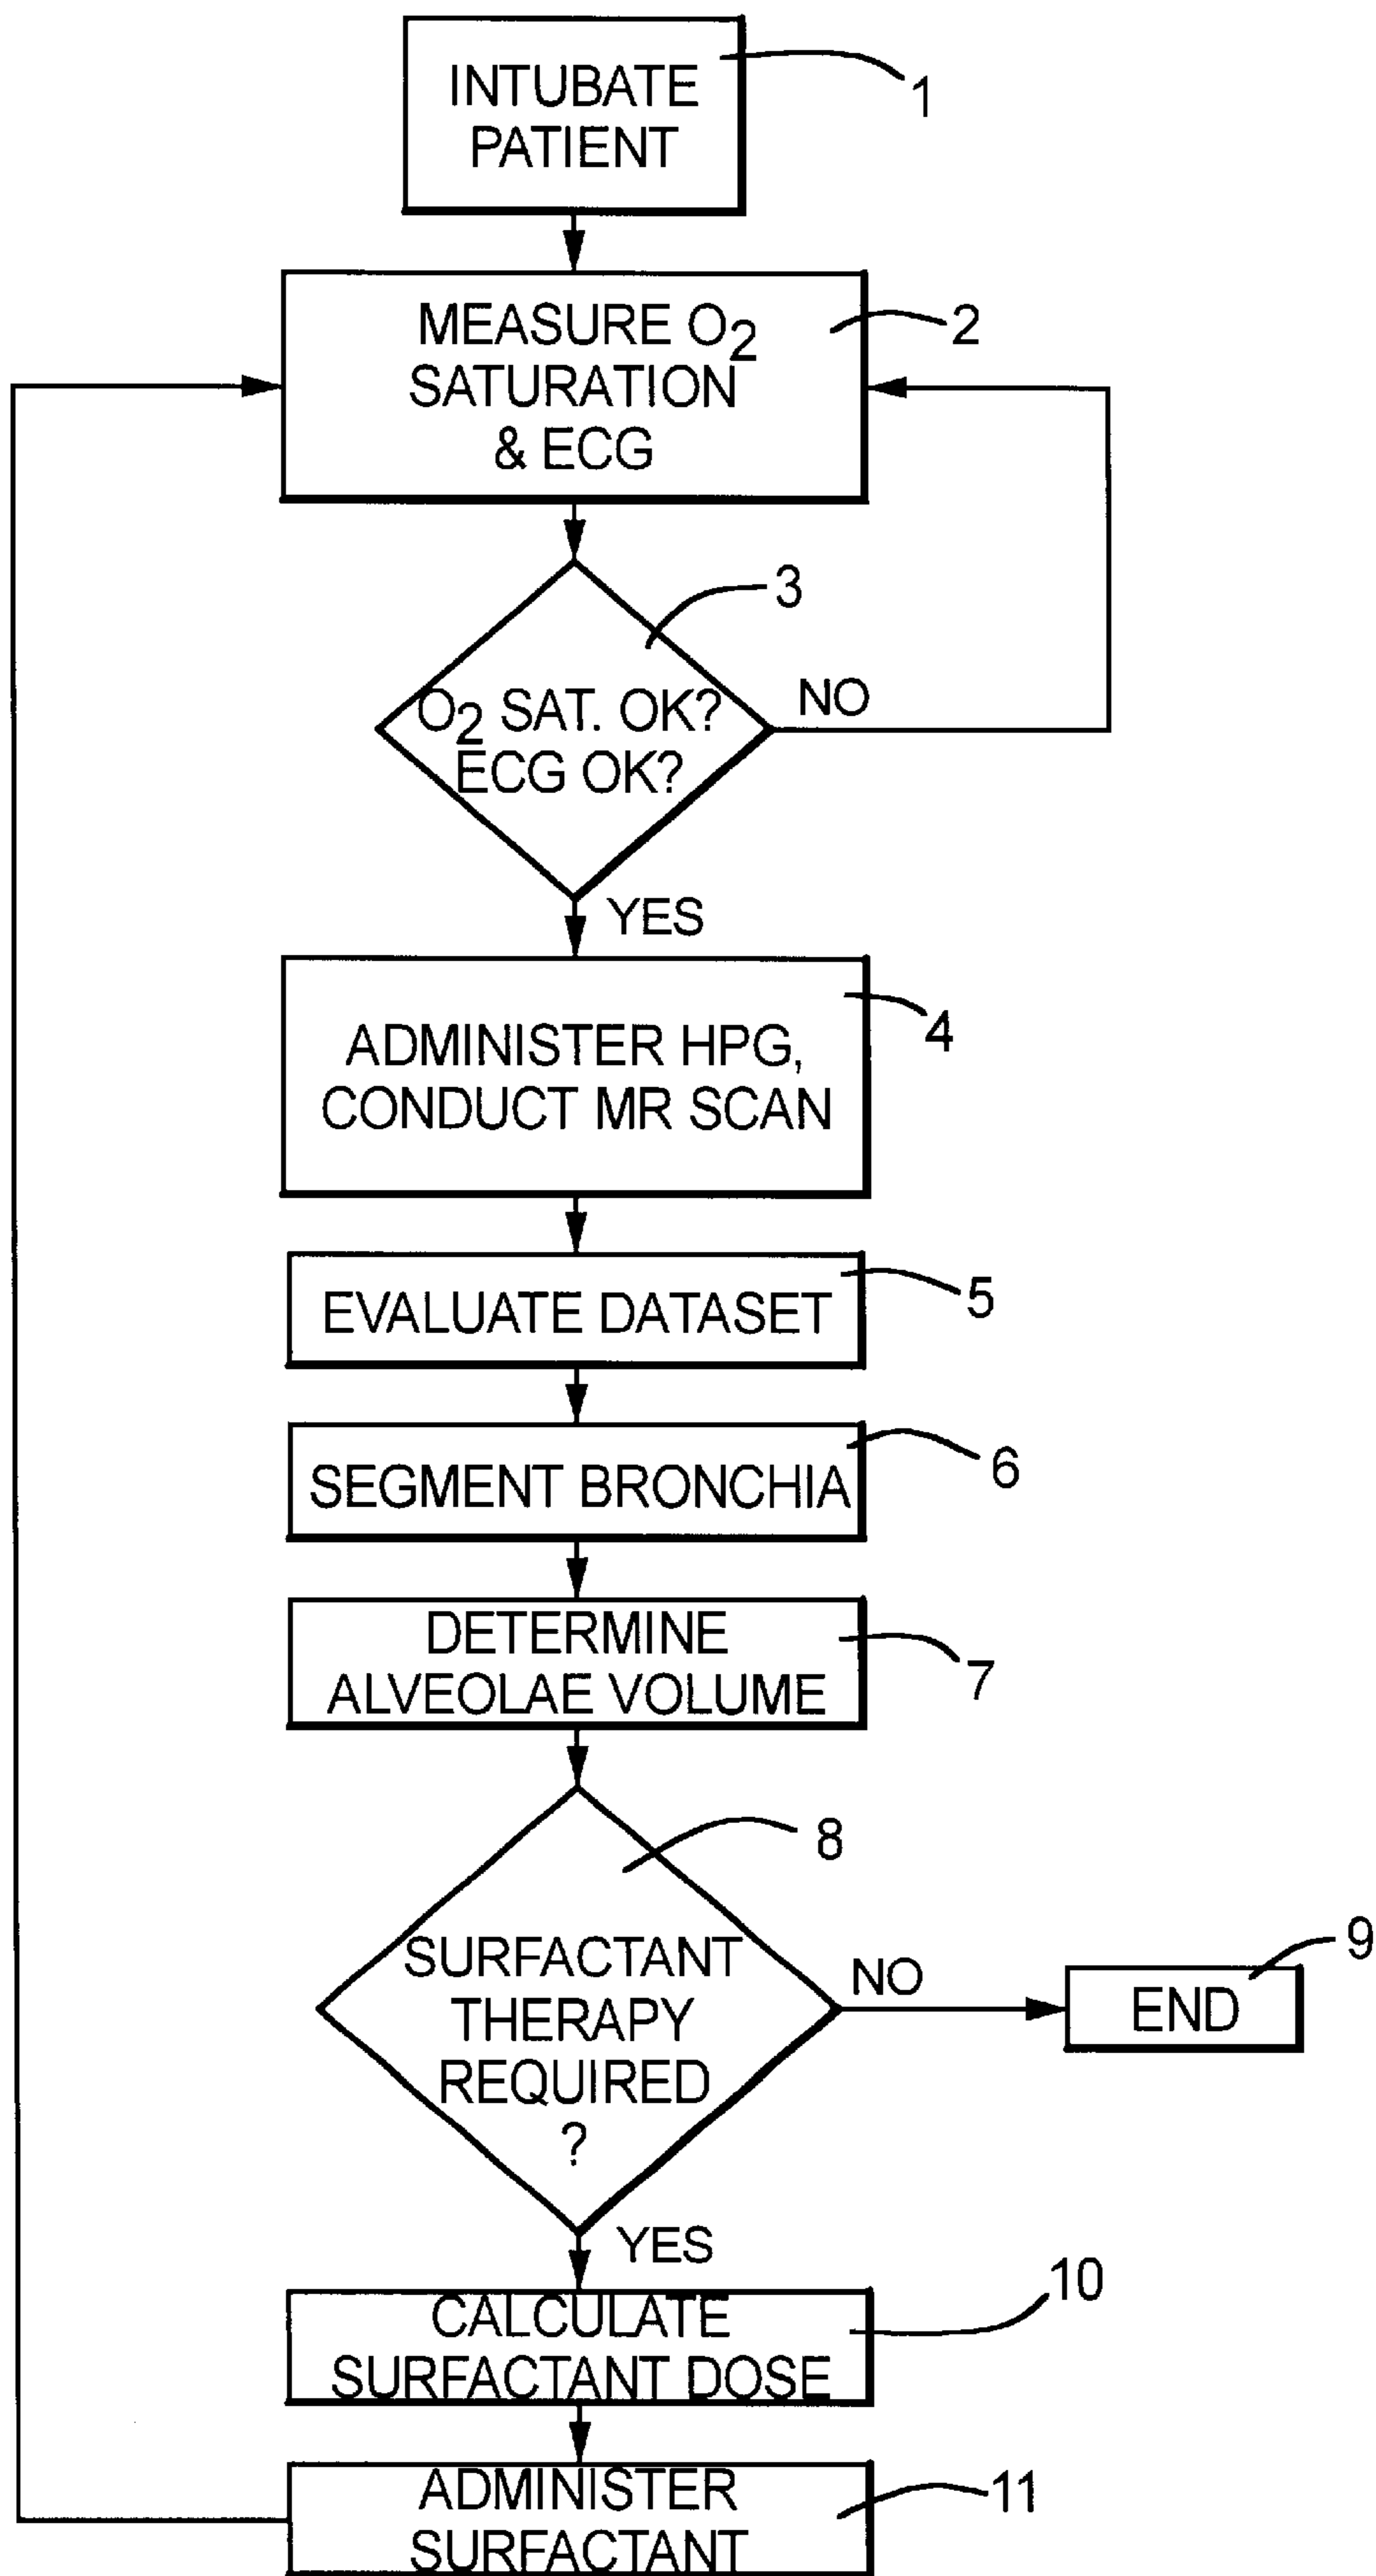 INTUBATE
PATIENT
1
MEASURE O2
SATURATION
& ECG
2
3
O2 SAT. OK?
ECG OK?
NO
YES
ADMINISTER HPG,
CONDUCT MR SCAN
4
EVALUATE DATASET
5
SEGMENT BRONCHIA
6
DETERMINE
ALVEOLAE VOLUME
7
8
SURFACTANT
THERAPY
REQUIRED
?
NO
END
9
YES
CALCULATE
SURFACTANT DOSE
10
ADMINISTER
SURFACTANT
11